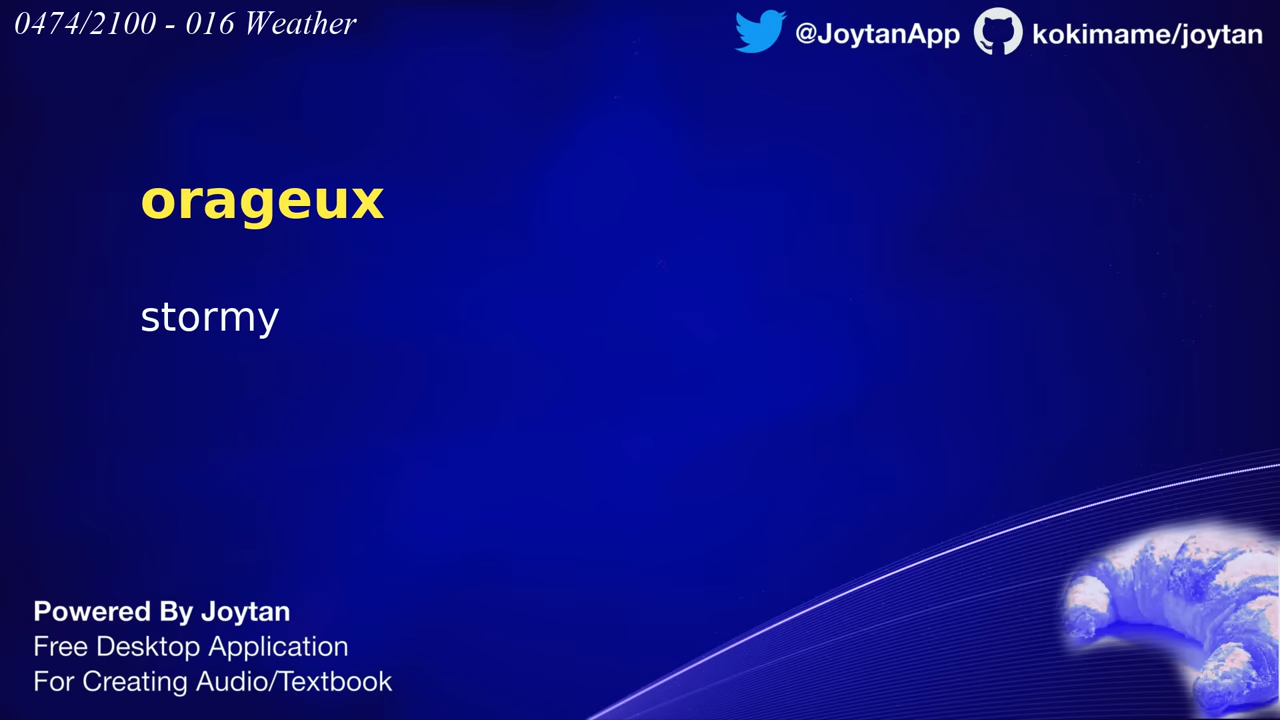 0474/2100 - 016 Weather
@JoytanApp
kokimame/joytan
orageux
stormy
Powered By Joytan
Free Desktop Application
For Creating Audio/Textbook